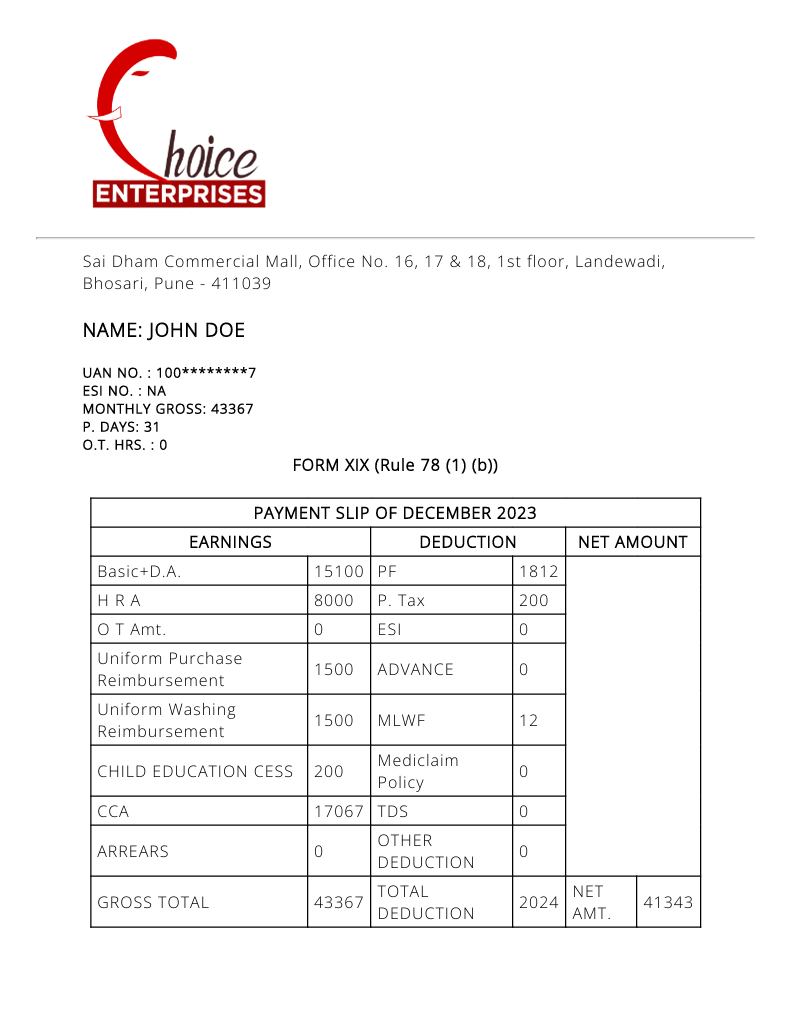 Choice
ENTERPRISES
Sai Dham Commercial Mall, Office No. 16, 17 & 18, 1st floor, Landewadi,
Bhosari, Pune - 411039
NAME: JOHN DOE
UAN NO. : 100********7
ESI NO. : NA
MONTHLY GROSS: 43367
P. DAYS: 31
O.T. HRS. : 0
FORM XIX (Rule 78 (1) (b))
PAYMENT SLIP OF DECEMBER 2023
EARNINGS DEDUCTION NET AMOUNT
Basic+D.A. 15100 PF 1812
H R A 8000 P. Tax 200
O T Amt. 0 ESI 0
Uniform Purchase
Reimbursement 1500 ADVANCE 0
Uniform Washing
Reimbursement 1500 MLWF 12
CHILD EDUCATION CESS 200 Mediclaim
Policy 0
CCA 17067 TDS 0
ARREARS 0 OTHER
DEDUCTION 0
GROSS TOTAL 43367 TOTAL
DEDUCTION 2024 NET
AMT. 41343